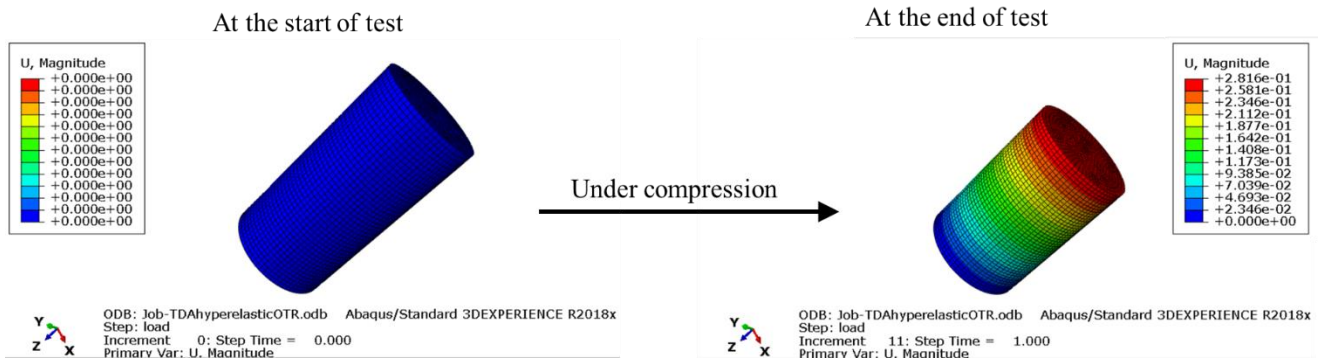 At the start of test
At the end of test
U, Magnitude
+0.000e+00
+0.000e+00
+0.000e+00
+0.000e+00
+0.000e+00
+0.000e+00
+0.000e+00
+0.000e+00
+0.000e+00
+0.000e+00
+0.000e+00
+0.000e+00
+0.000e+00
Under compression
U, Magnitude
+2.816e-01
+2.581e-01
+2.346e-01
+2.112e-01
+1.877e-01
+1.642e-01
+1.408e-01
+1.173e-01
+9.385e-02
+7.039e-02
+4.693e-02
+2.346e-02
+0.000e+00
Y
Z
X
ODB: Job-TDAhyperelasticOTR.odb Abaqus/Standard 3DEXPERIENCE R2018x
Step: load
Increment 0: Step Time = 0.000
Primary Var: U, Magnitude
Y
Z
X
ODB: Job-TDAhyperelasticOTR.odb Abaqus/Standard 3DEXPERIENCE R2018x
Step: load
Increment 11: Step Time = 1.000
Primary Var: U, Magnitude